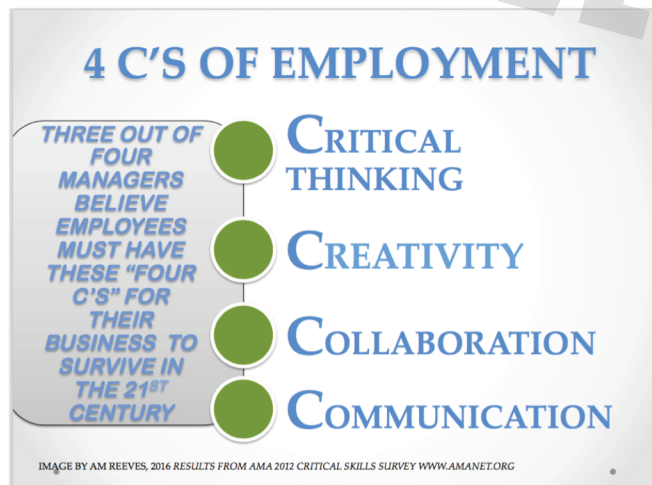 4 C'S OF EMPLOYMENT
THREE OUT OF
FOUR
MANAGERS
BELIEVE
EMPLOYEES
MUST HAVE
THESE “FOUR
C'S” FOR
THEIR
BUSINESS TO
SURVIVE IN
THE 21ST
CENTURY
CRITICAL
THINKING
CREATIVITY
COLLABORATION
COMMUNICATION
IMAGE BY AM REEVES, 2016 RESULTS FROM AMA 2012 CRITICAL SKILLS SURVEY WWW.AMANET.ORG